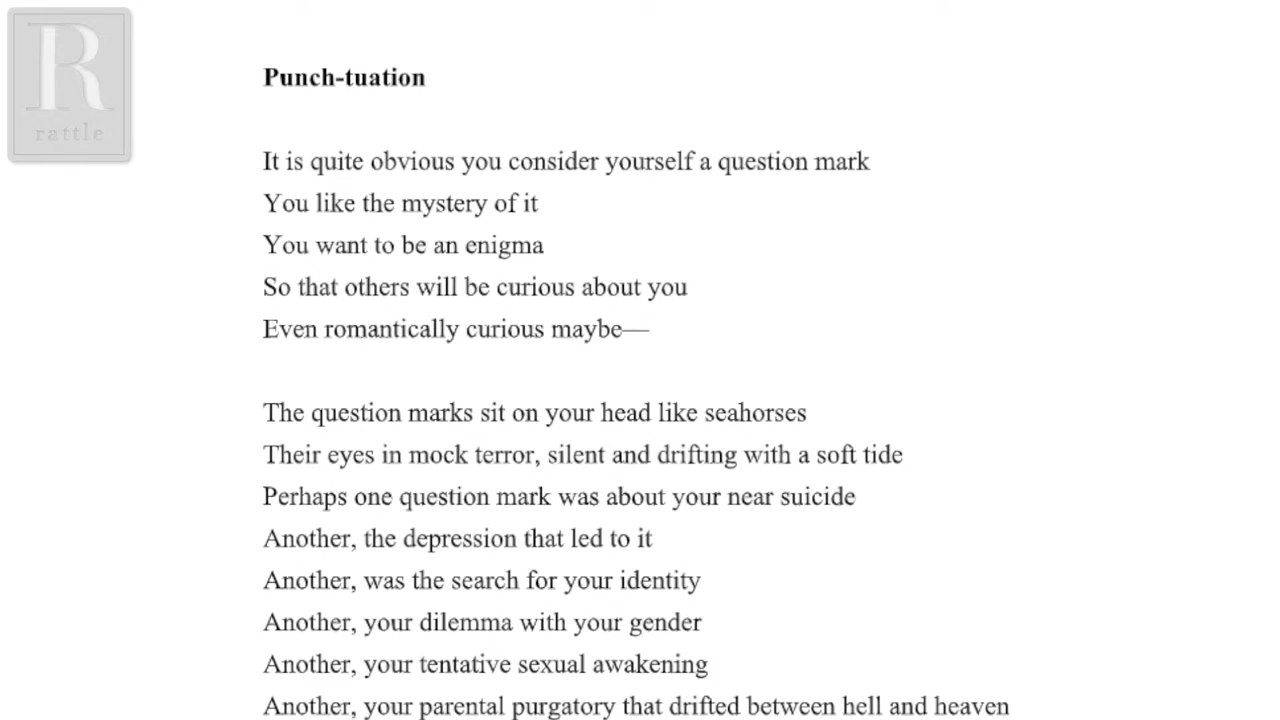 R
rattle
Punch-tuation
It is quite obvious you consider yourself a question mark
You like the mystery of it
You want to be an enigma
So that others will be curious about you
Even romantically curious maybe—
The question marks sit on your head like seahorses
Their eyes in mock terror, silent and drifting with a soft tide
Perhaps one question mark was about your near suicide
Another, the depression that led to it
Another, was the search for your identity
Another, your dilemma with your gender
Another, your tentative sexual awakening
Another, your parental purgatory that drifted between hell and heaven